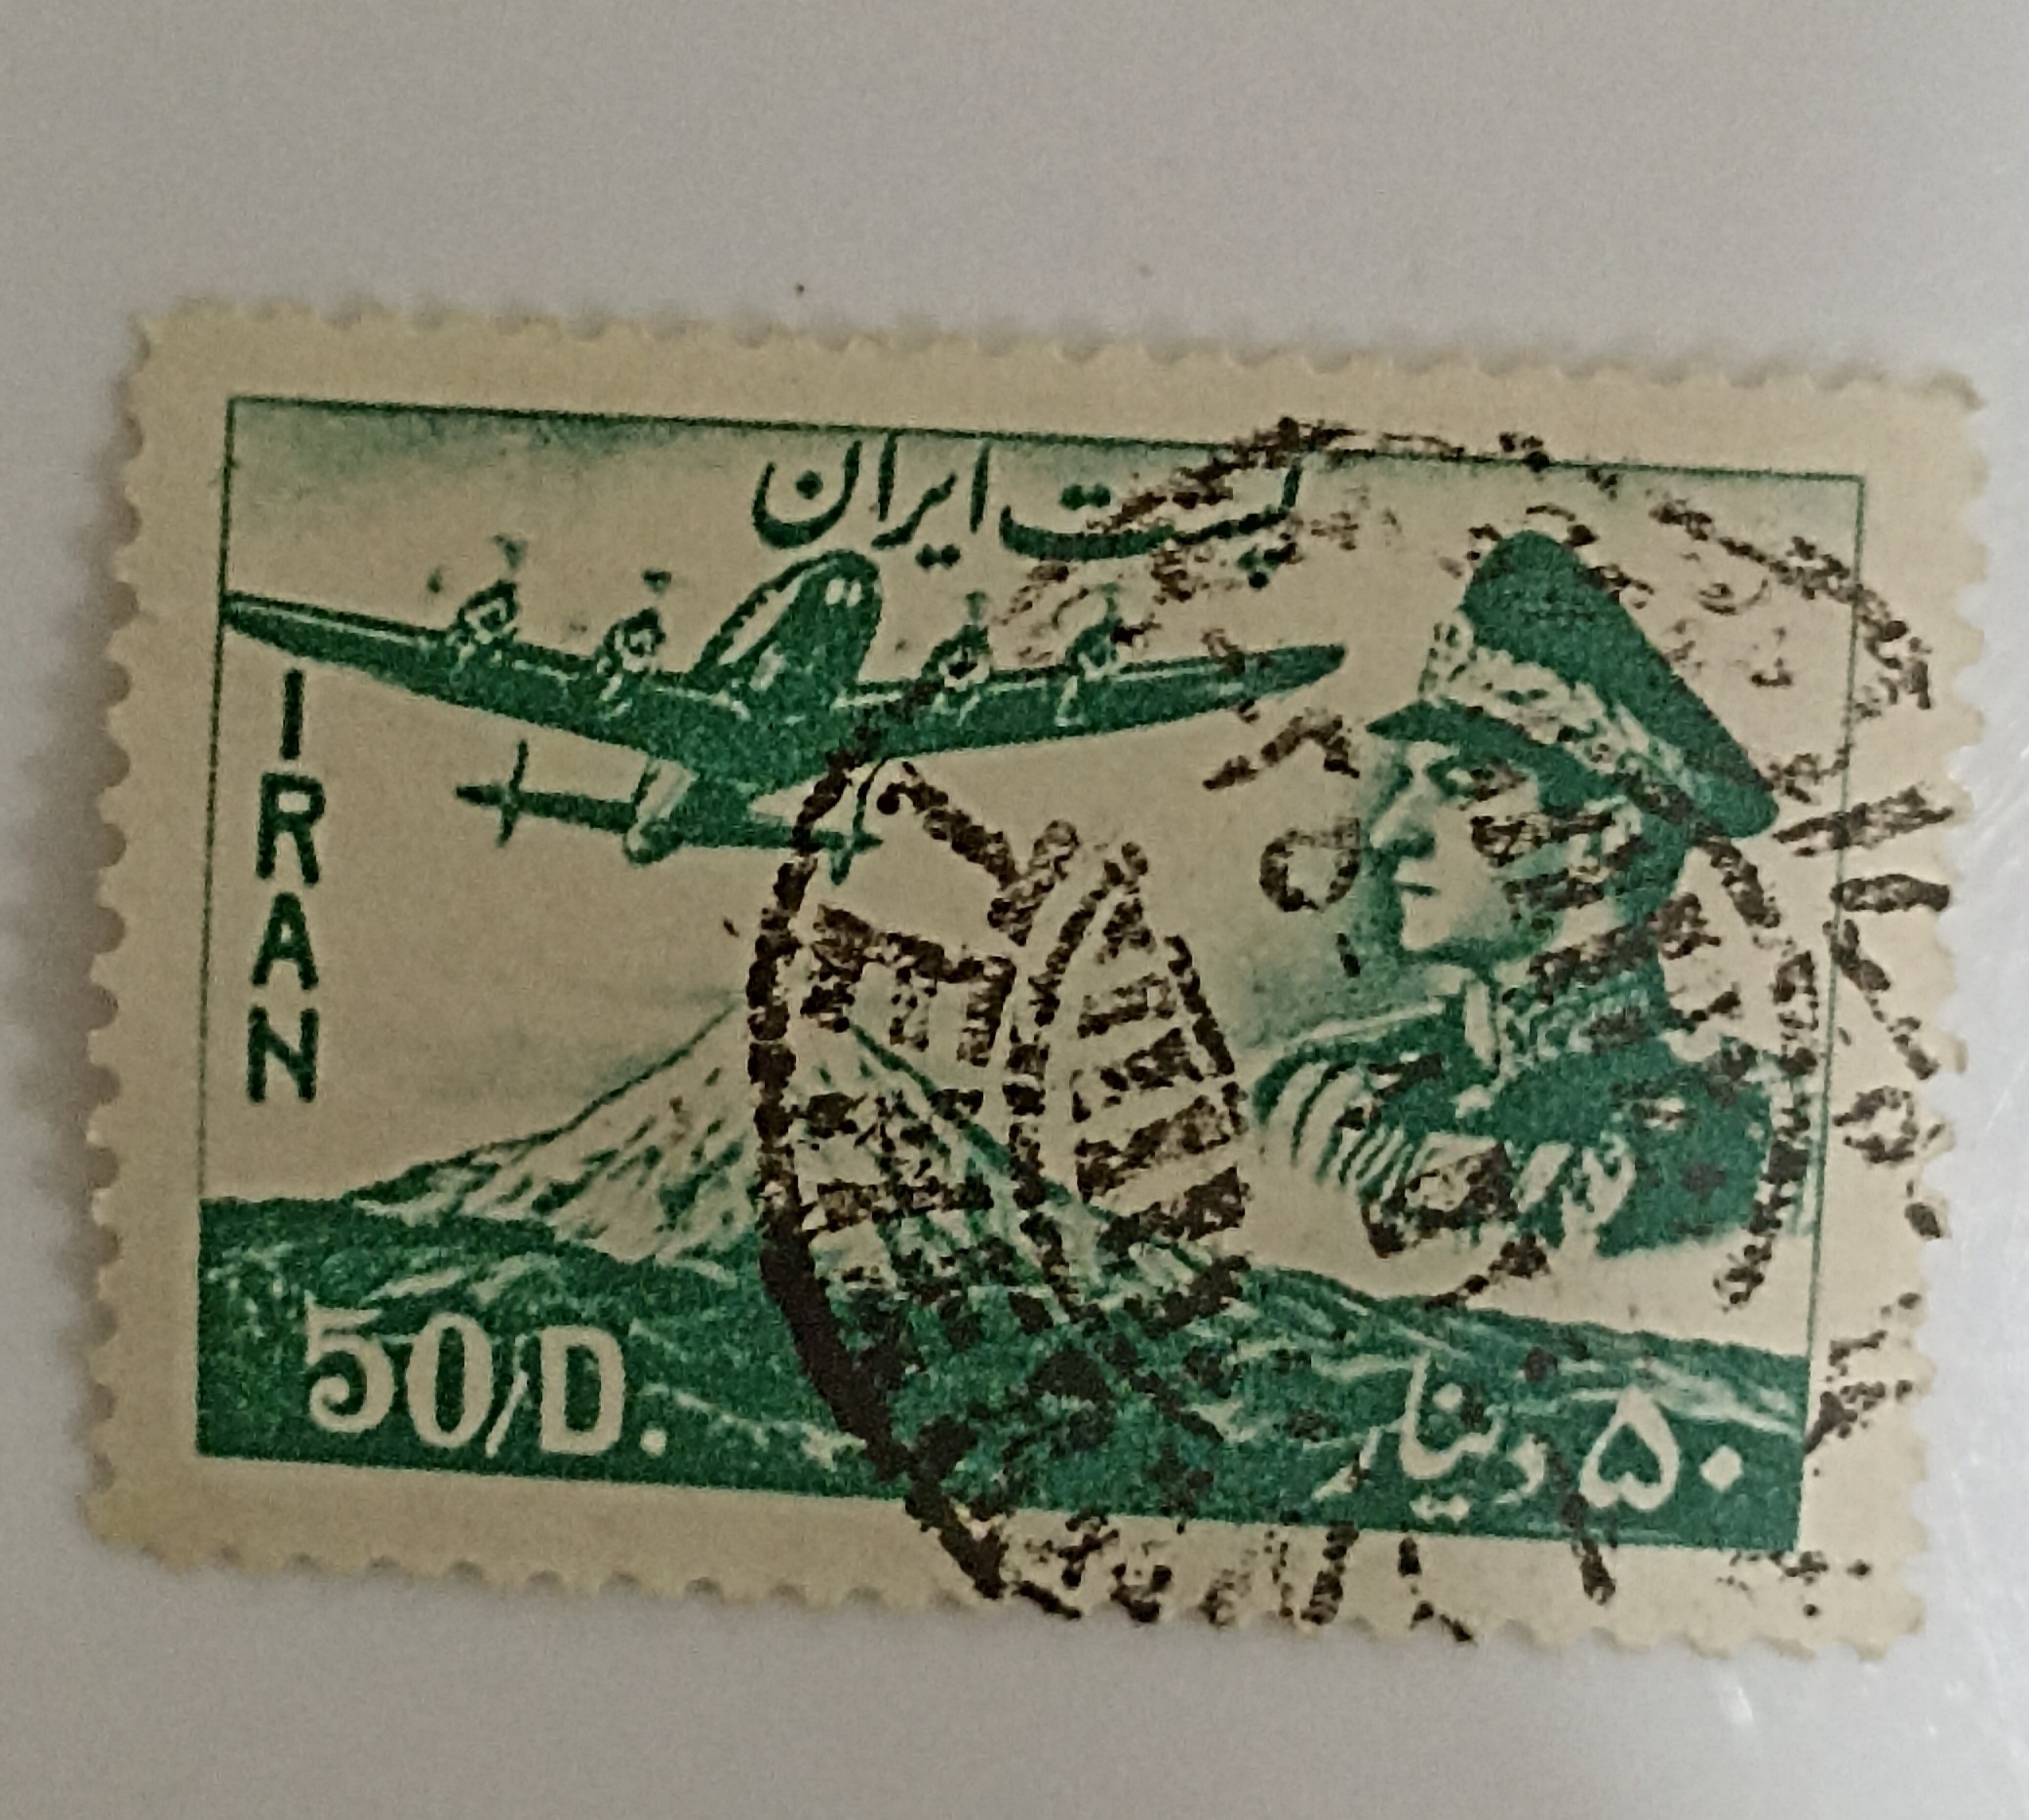 پست ایران
IRAN
50/D.
۵۰ دینار